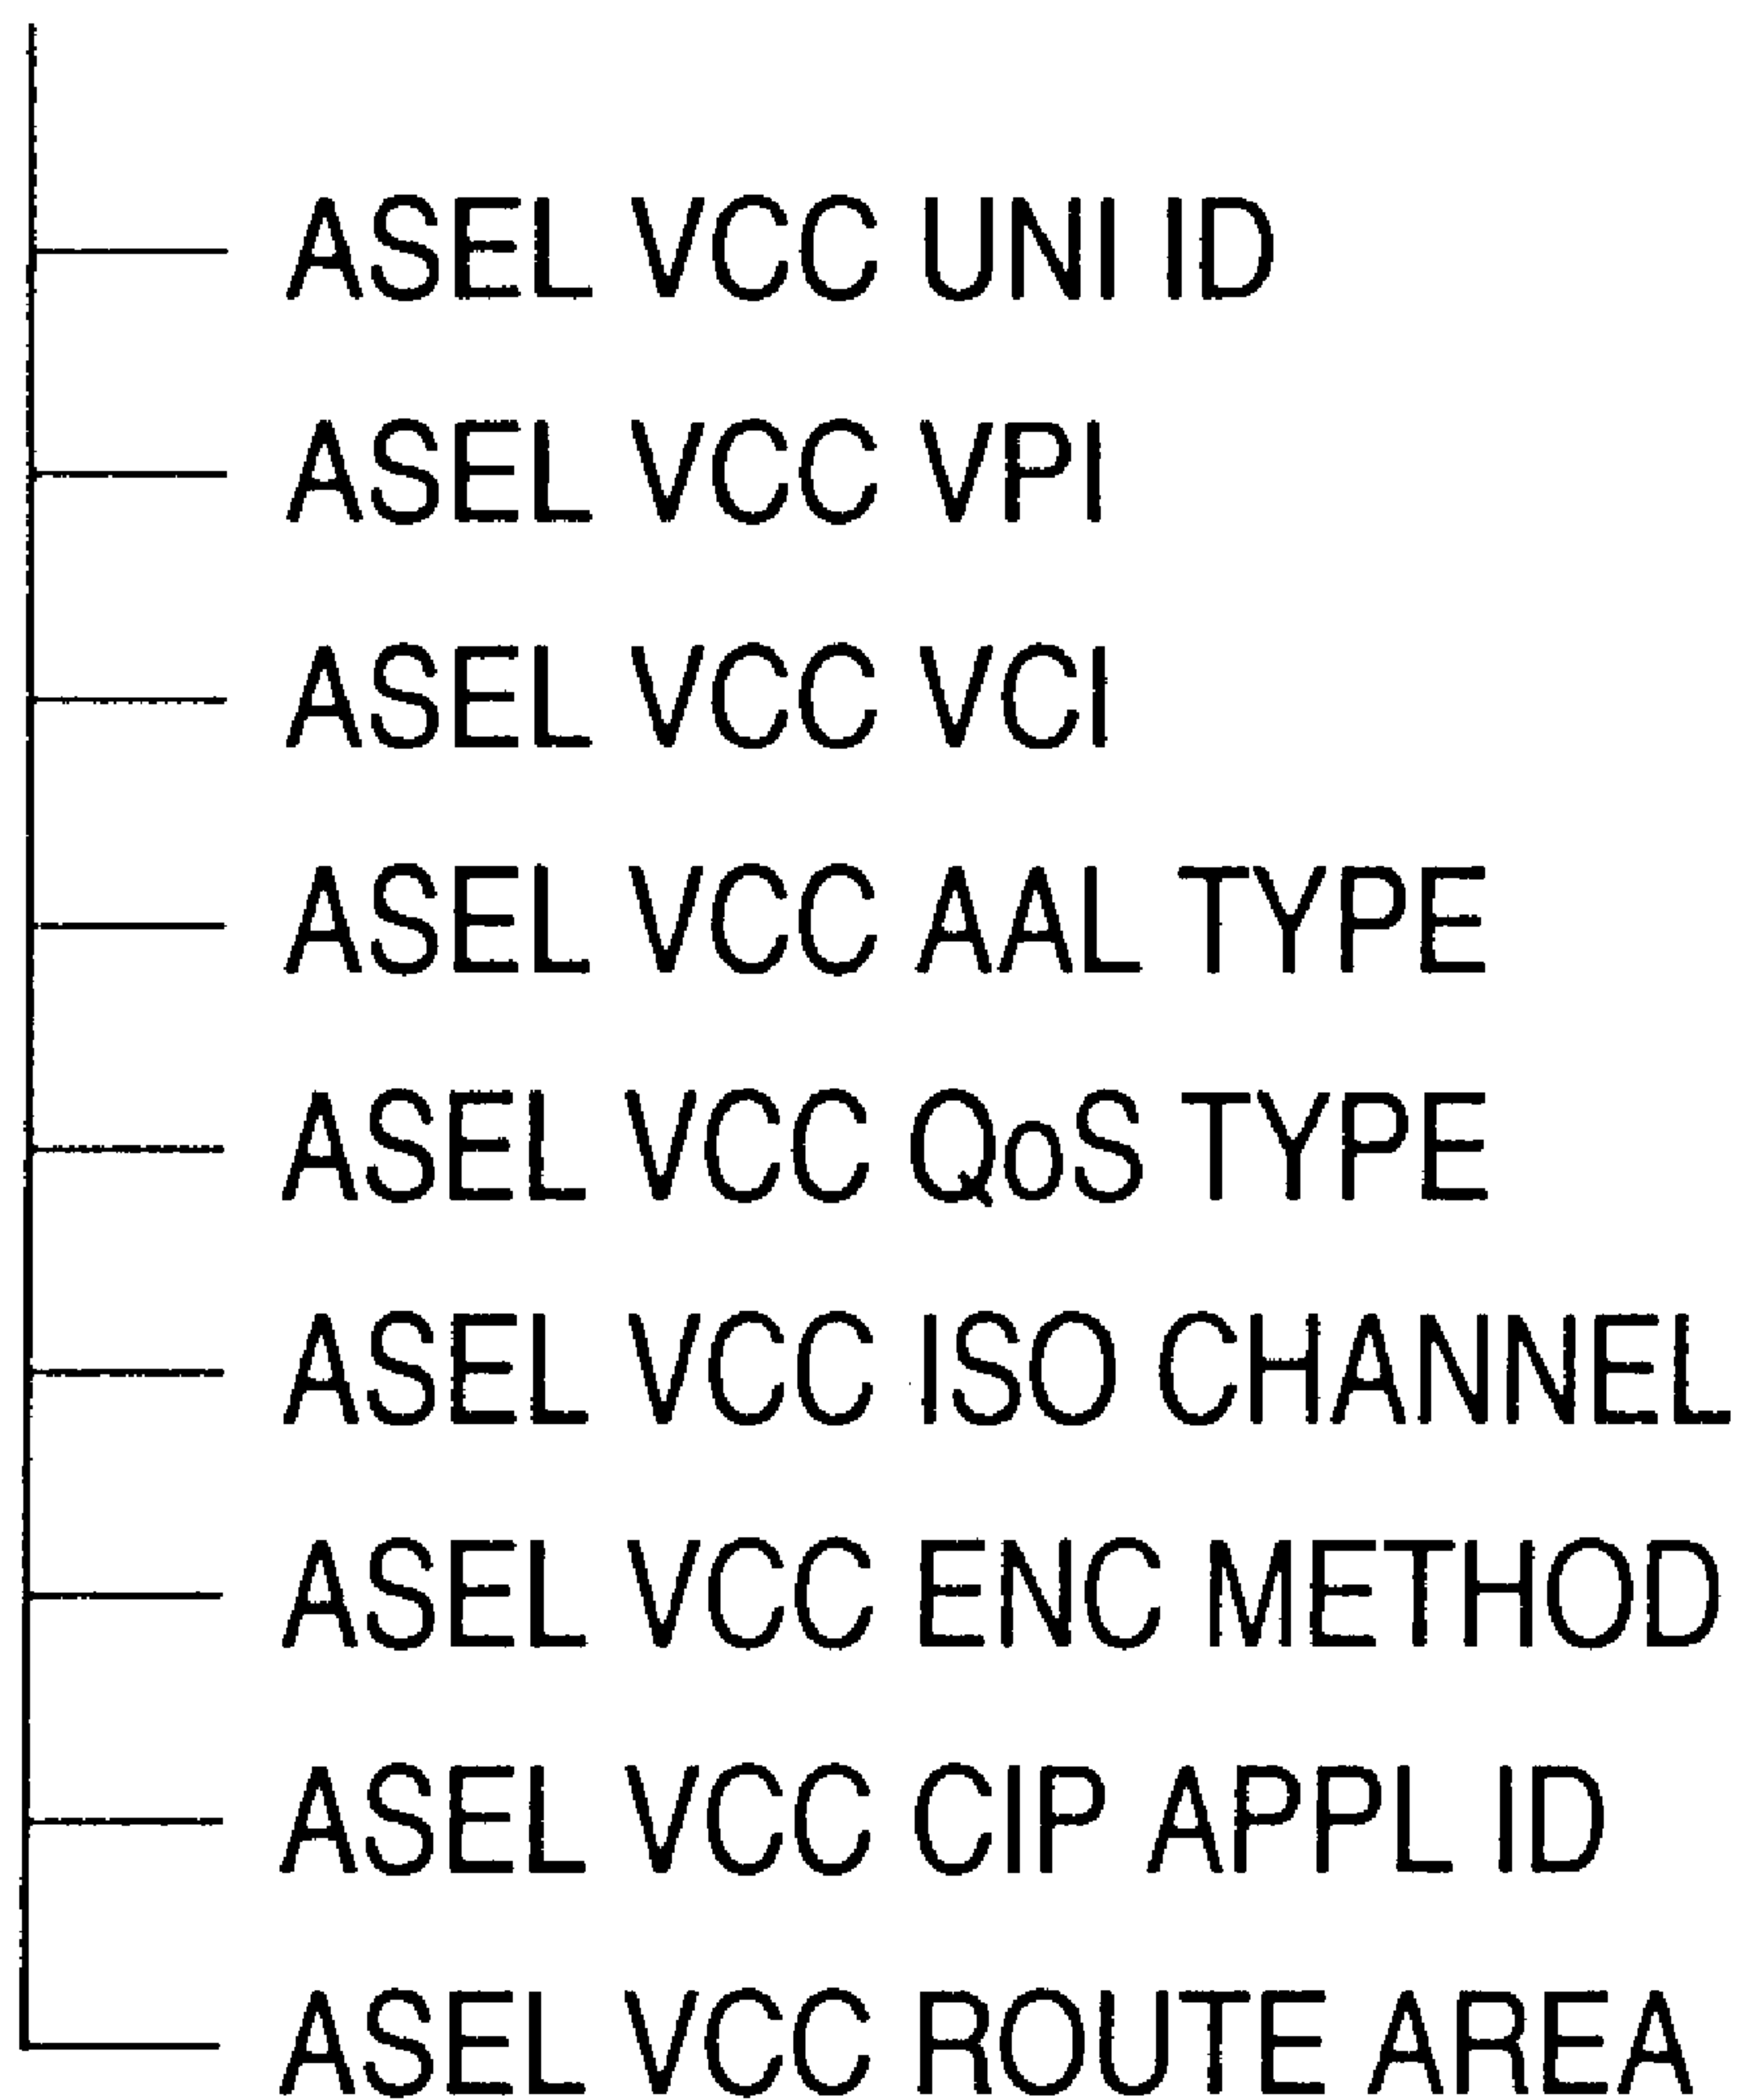 ASEL VCC UNI ID
ASEL VCC VPI
ASEL VCC VCI
ASEL VCC AAL TYPE
ASEL VCC QoS TYPE
ASEL VCC ISO CHANNEL
ASEL VCC ENC METHOD
ASEL VCC CIP APPL ID
ASEL VCC ROUTE AREA